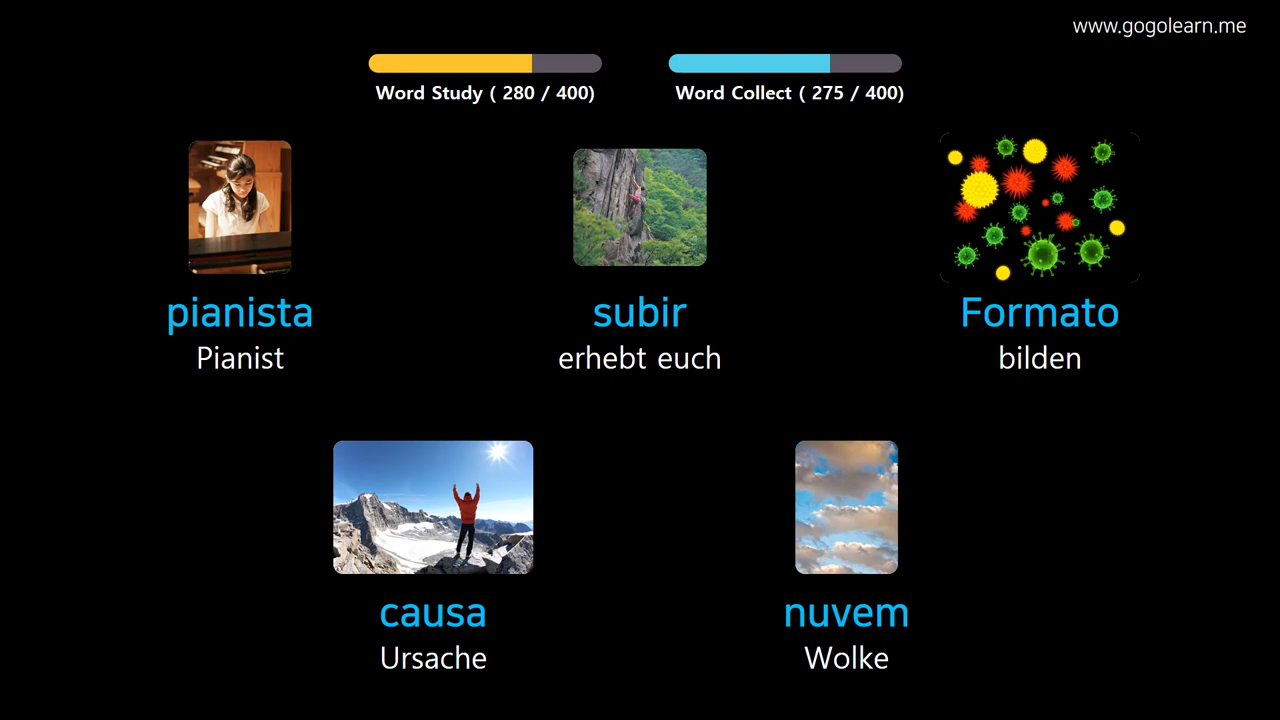 www.gogolearn.me
Word Study ( 280 / 400)
Word Collect ( 275 / 400)
pianista
Pianist
subir
erhebt euch
Formato
bilden
causa
Ursache
nuvem
Wolke